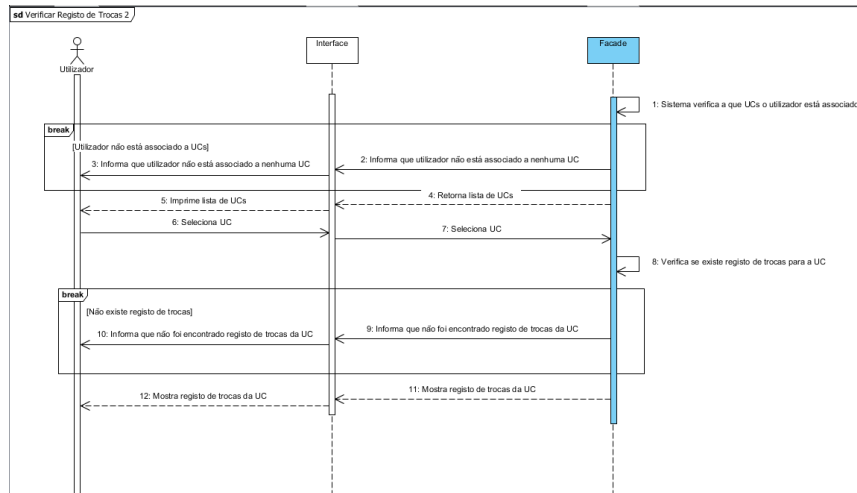 sd Verificar Registo de Trocas 2
Interface
Facade
Utilizador
1: Sistema verifica a que UCs o utilizador está associado
break
[Utilizador não está associado a UCs]
2: Informa que utilizador não está associado a nenhuma UC
3: Informa que utilizador não está associado a nenhuma UC
4: Retorna lista de UCs
5: Imprime lista de UCs
6: Seleciona UC
7: Seleciona UC
8: Verifica se existe registo de trocas para a UC
break
[Não existe registo de trocas]
9: Informa que não foi encontrado registo de trocas da UC
10: Informa que não foi encontrado registo de trocas da UC
11: Mostra registo de trocas da UC
12: Mostra registo de trocas da UC